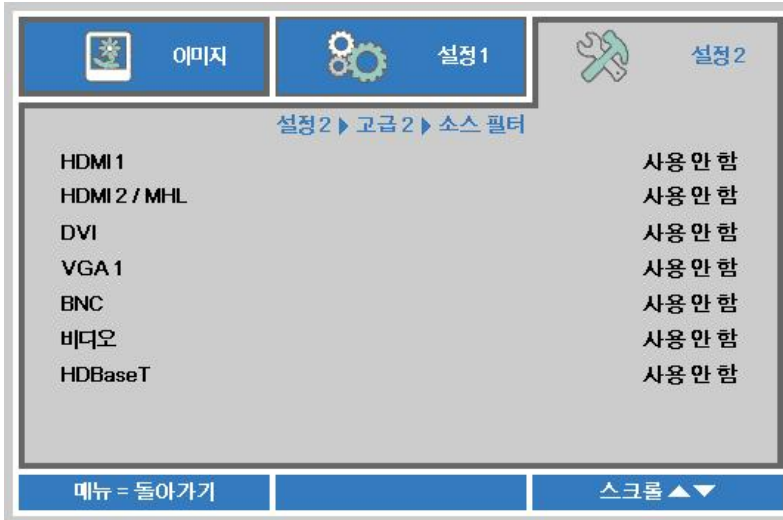 이미지 설정 1 설정 2
설정 2 ▶ 고급 2 ▶ 소스 필터
HDMI 1 사용 안 함
HDMI 2 / MHL 사용 안 함
DVI 사용 안 함
VGA 1 사용 안 함
BNC 사용 안 함
비디오 사용 안 함
HDBaseT 사용 안 함
메뉴 = 돌아가기 스크롤 ▲▼